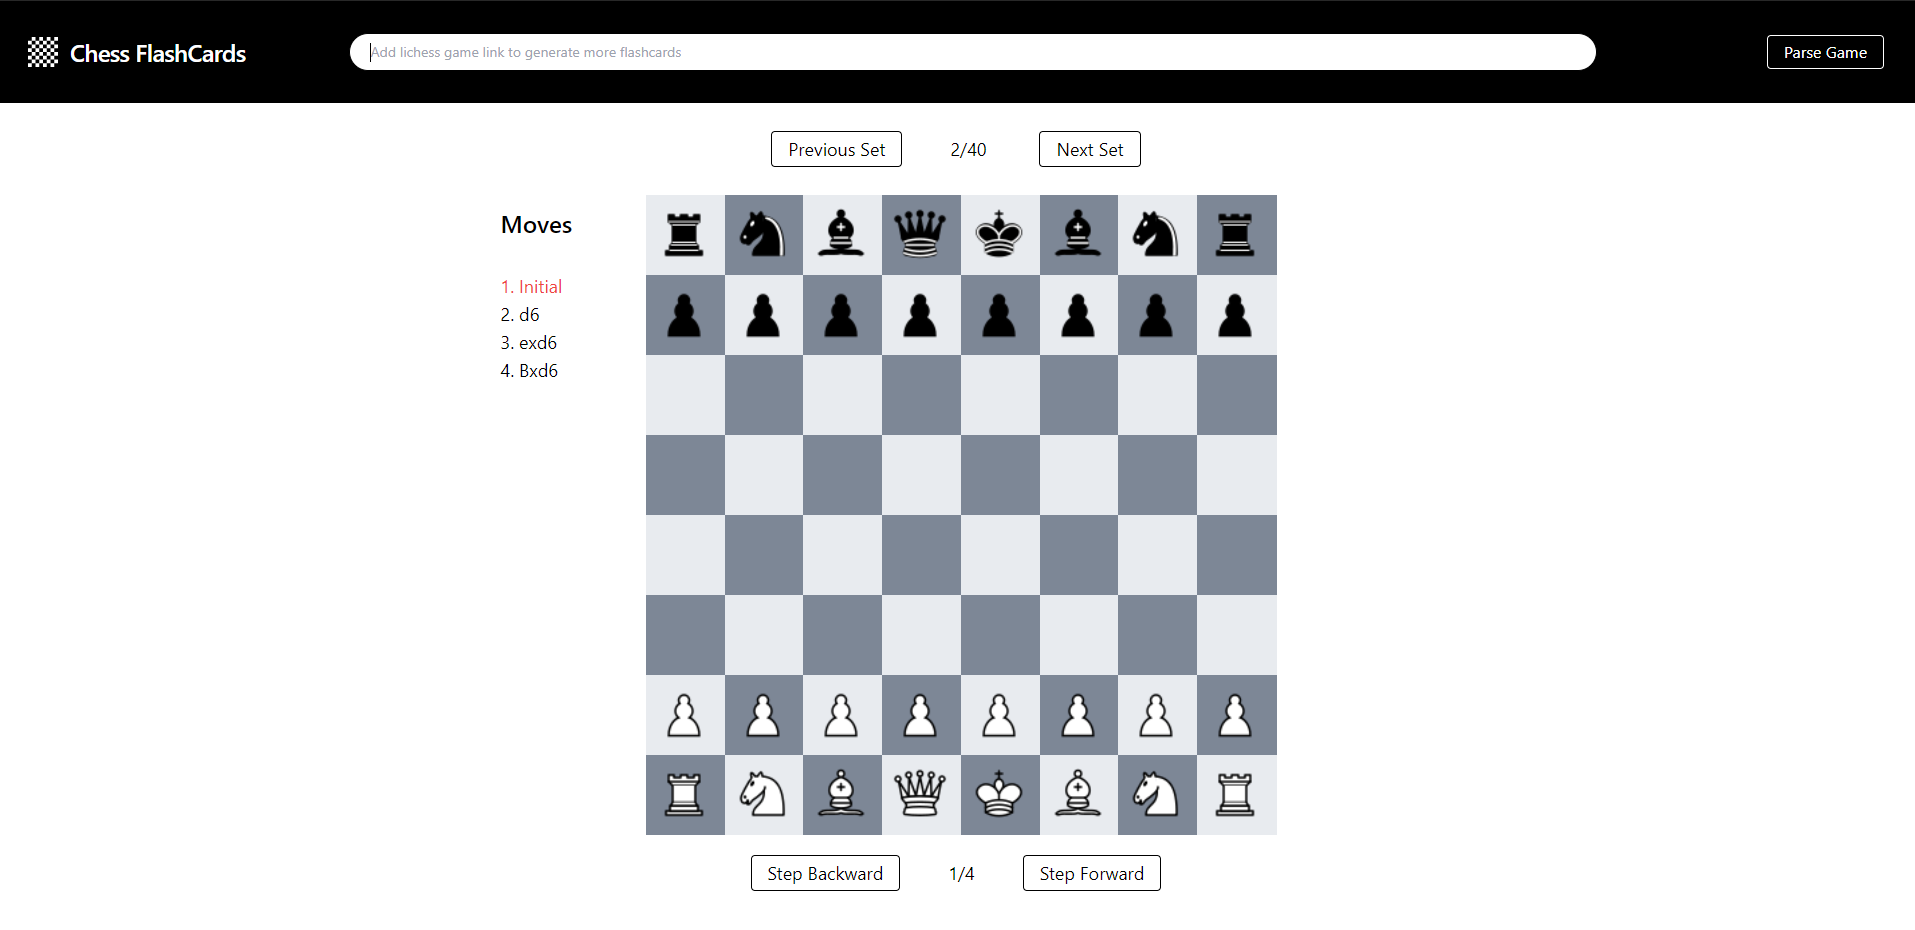 Chess FlashCards
Add lichess game link to generate more flashcards
Parse Game
Previous Set
2/40
Next Set
Moves
1. Initial
2. d6
3. exd6
4. Bxd6
Step Backward
1/4
Step Forward